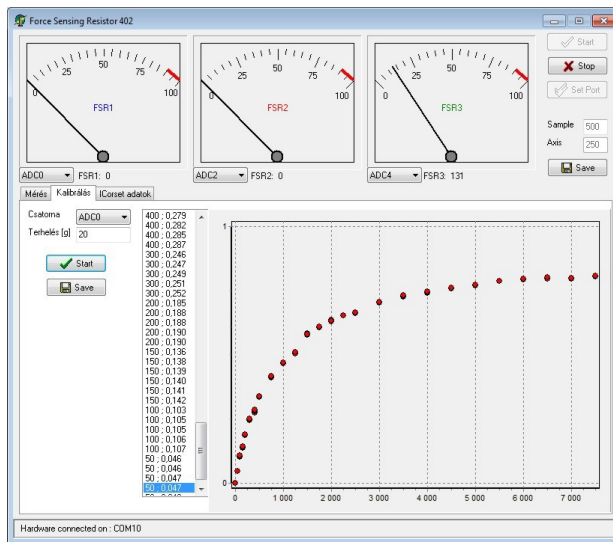 Force Sensing Resistor 402
0 25 50 75 100
FSR1
0 25 50 75 100
FSR2
0 25 50 75 100
FSR3
ADC0 FSR1: 0
ADC2 FSR2: 0
ADC4 FSR3: 131
Start
Stop
Set Port
Sample 500
Axis 250
Save
Mérés
Kalibrálás
ICorset adatok
Csatorna ADC0
Terhelés [g] 20
Start
Save
400 ; 0,279
400 ; 0,282
400 ; 0,285
400 ; 0,287
300 ; 0,246
300 ; 0,247
300 ; 0,249
300 ; 0,251
300 ; 0,252
200 ; 0,185
200 ; 0,188
200 ; 0,188
200 ; 0,190
200 ; 0,190
150 ; 0,136
150 ; 0,138
150 ; 0,139
150 ; 0,140
150 ; 0,141
150 ; 0,142
100 ; 0,103
100 ; 0,105
100 ; 0,105
100 ; 0,106
100 ; 0,107
50 ; 0,046
50 ; 0,046
50 ; 0,047
50 ; 0,047
1
0
0 1 000 2 000 3 000 4 000 5 000 6 000 7 000
Hardware connected on : COM10